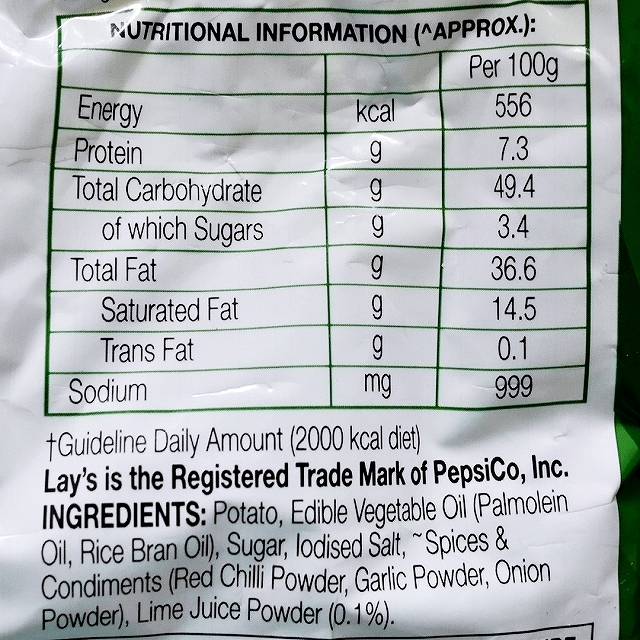 NUTRITIONAL INFORMATION (^APPROX.):
Per 100g
Energy kcal 556
Protein g 7.3
Total Carbohydrate g 49.4
of which Sugars g 3.4
Total Fat g 36.6
Saturated Fat g 14.5
Trans Fat g 0.1
Sodium mg 999
†Guideline Daily Amount (2000 kcal diet)
Lay's is the Registered Trade Mark of PepsiCo, Inc.
INGREDIENTS: Potato, Edible Vegetable Oil (Palmolein
Oil, Rice Bran Oil), Sugar, Iodised Salt, ~Spices &
Condiments (Red Chilli Powder, Garlic Powder, Onion
Powder), Lime Juice Powder (0.1%).